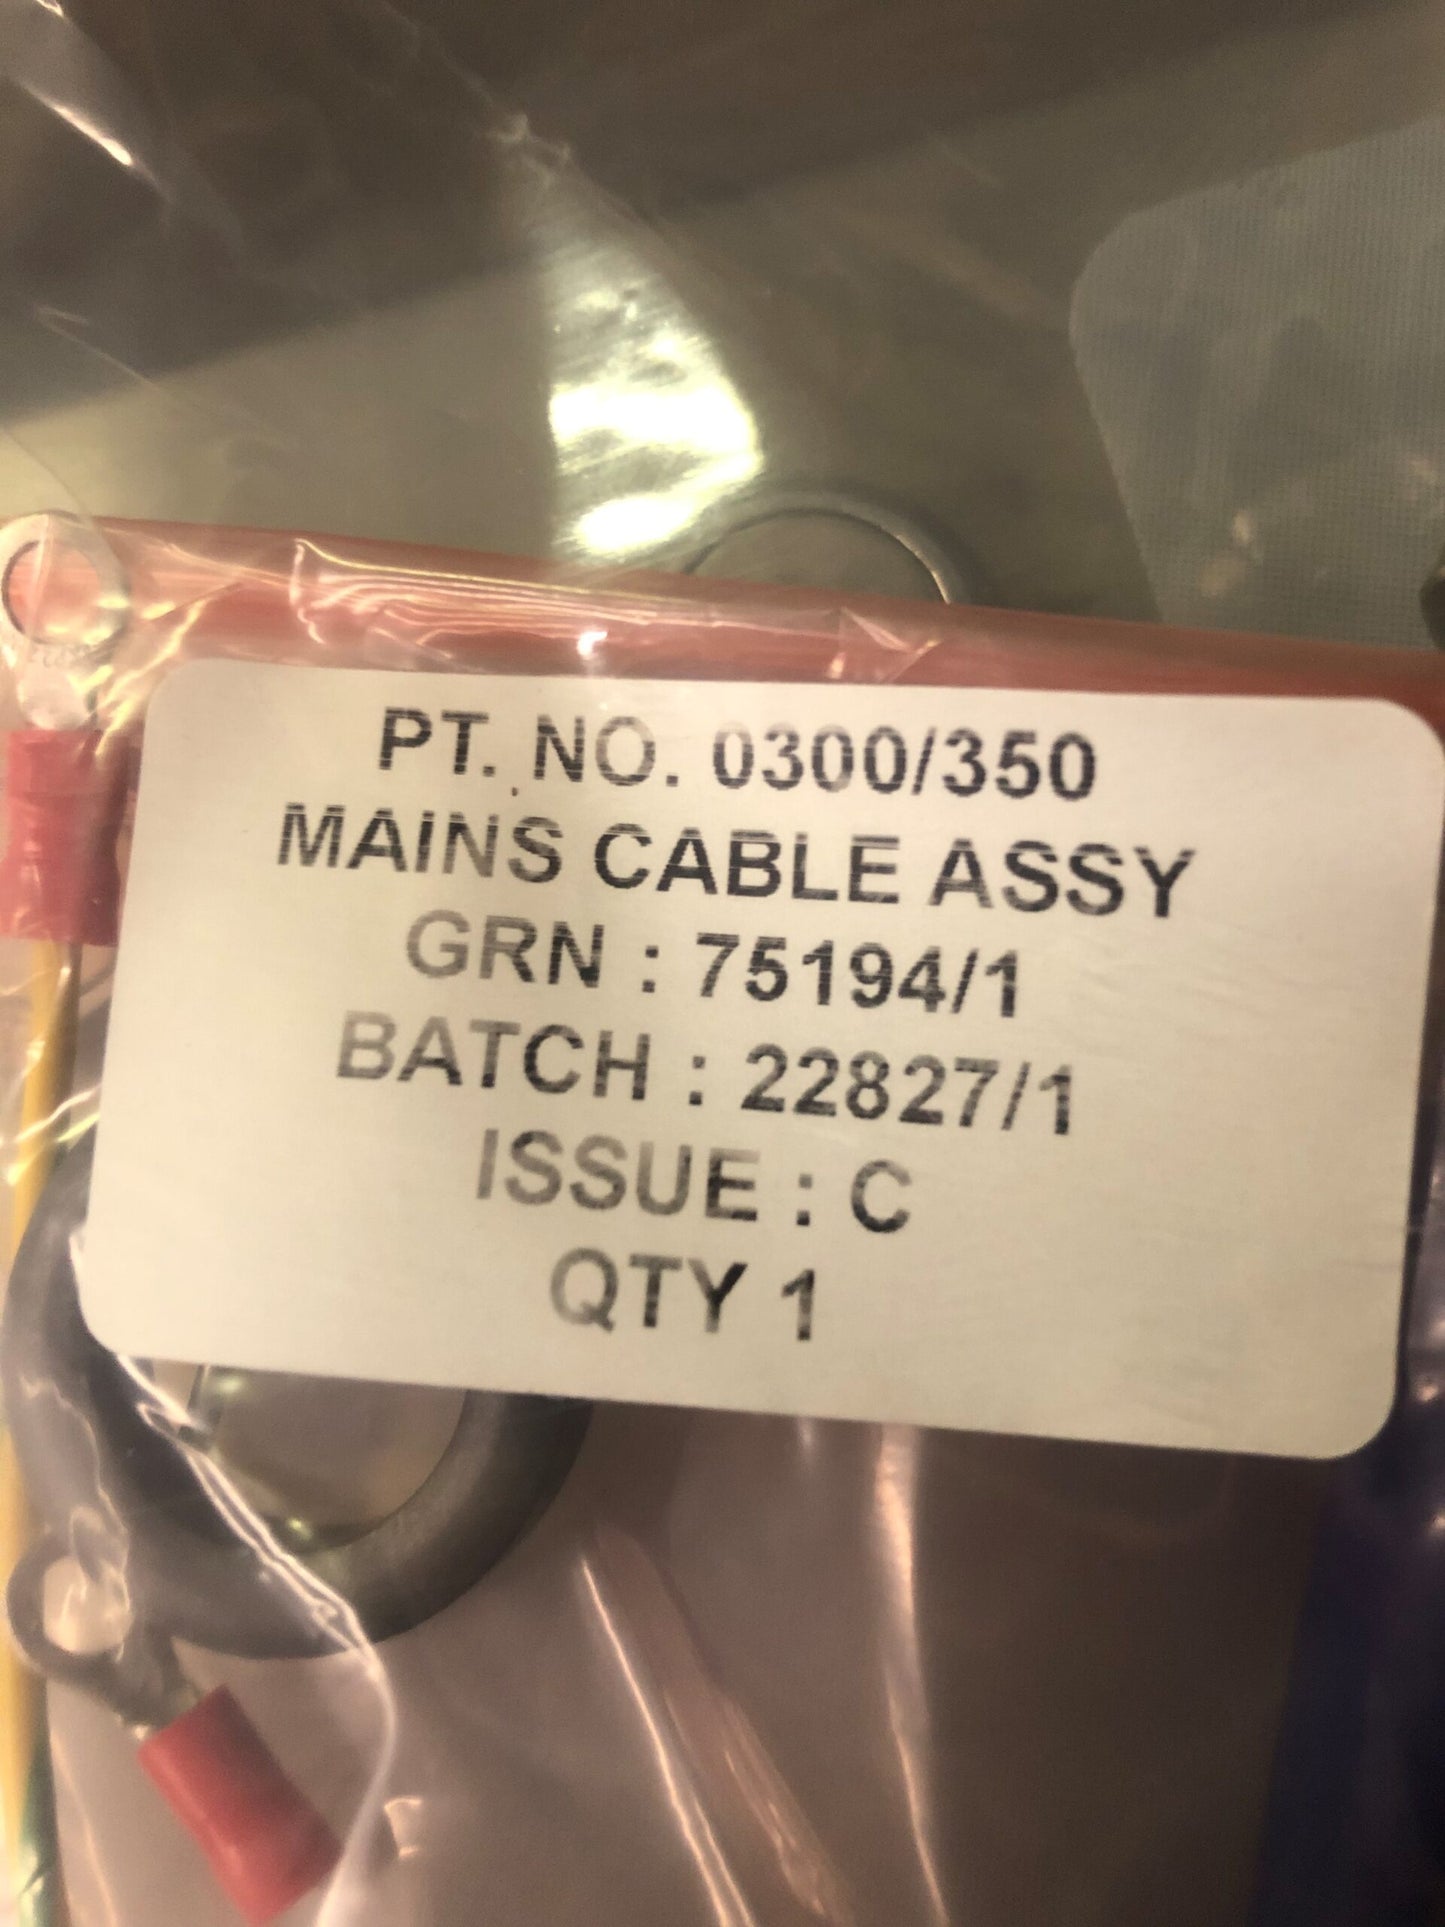 PT. NO. 0300/350
MAINS CABLE ASSY
GRN : 75194/1
BATCH : 22827/1
ISSUE : C
QTY 1